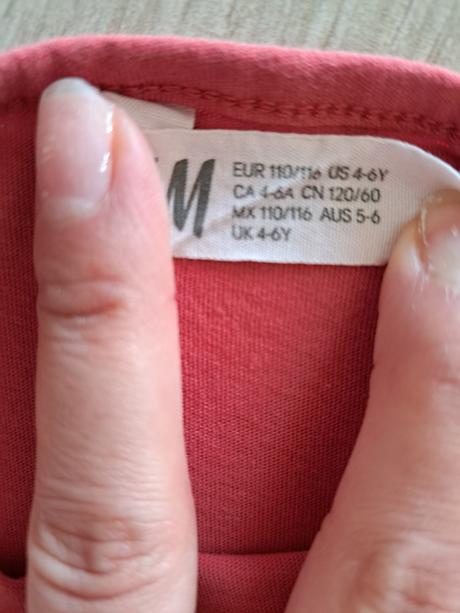 M
EUR 110/116 US 4-6Y
CA 4-6A CN 120/60
MX 110/116 AUS 5-6
UK 4-6Y